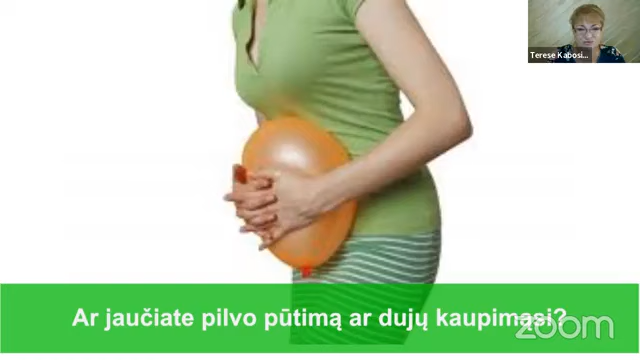 Terese Kabosi...
Ar jaučiate pilvo pūtimą ar dujų kaupimąsi?
zoom